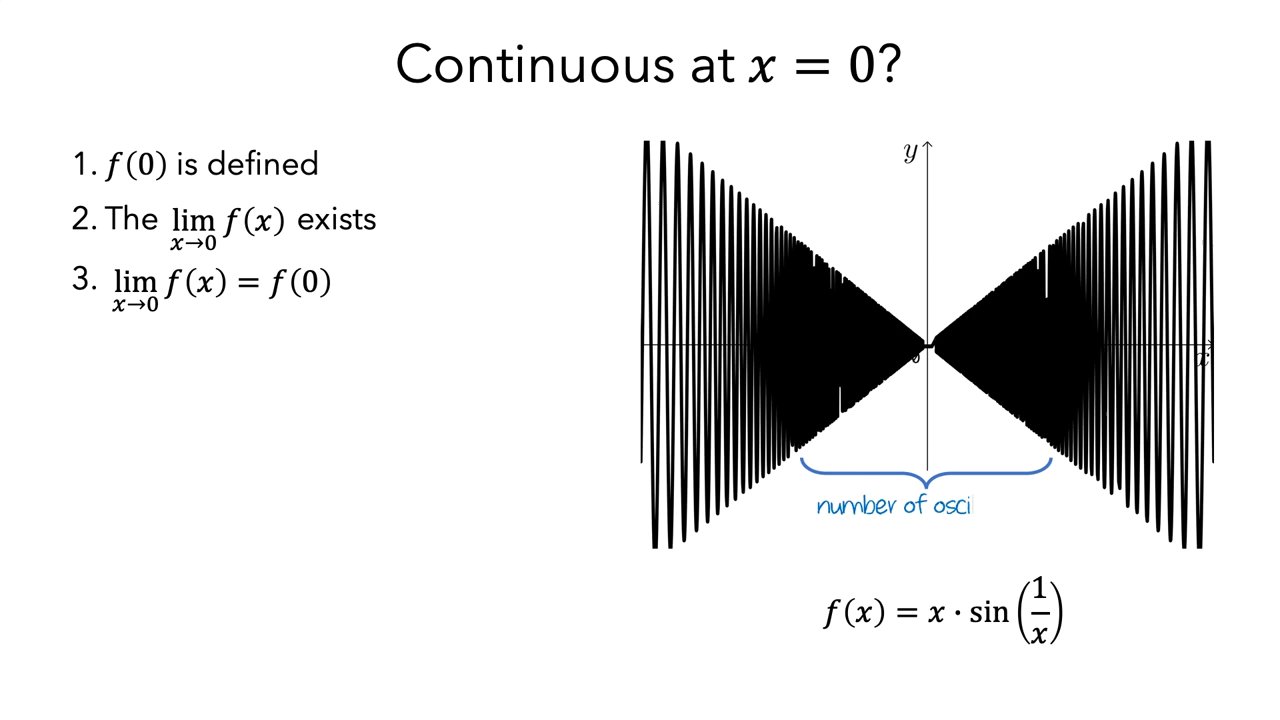 Continuous at x = 0?
1. f(0) is defined
2. The lim x→0 f(x) exists
3. lim x→0 f(x) = f(0)
y
x
0
number of osci
f(x) = x · sin(1/x)